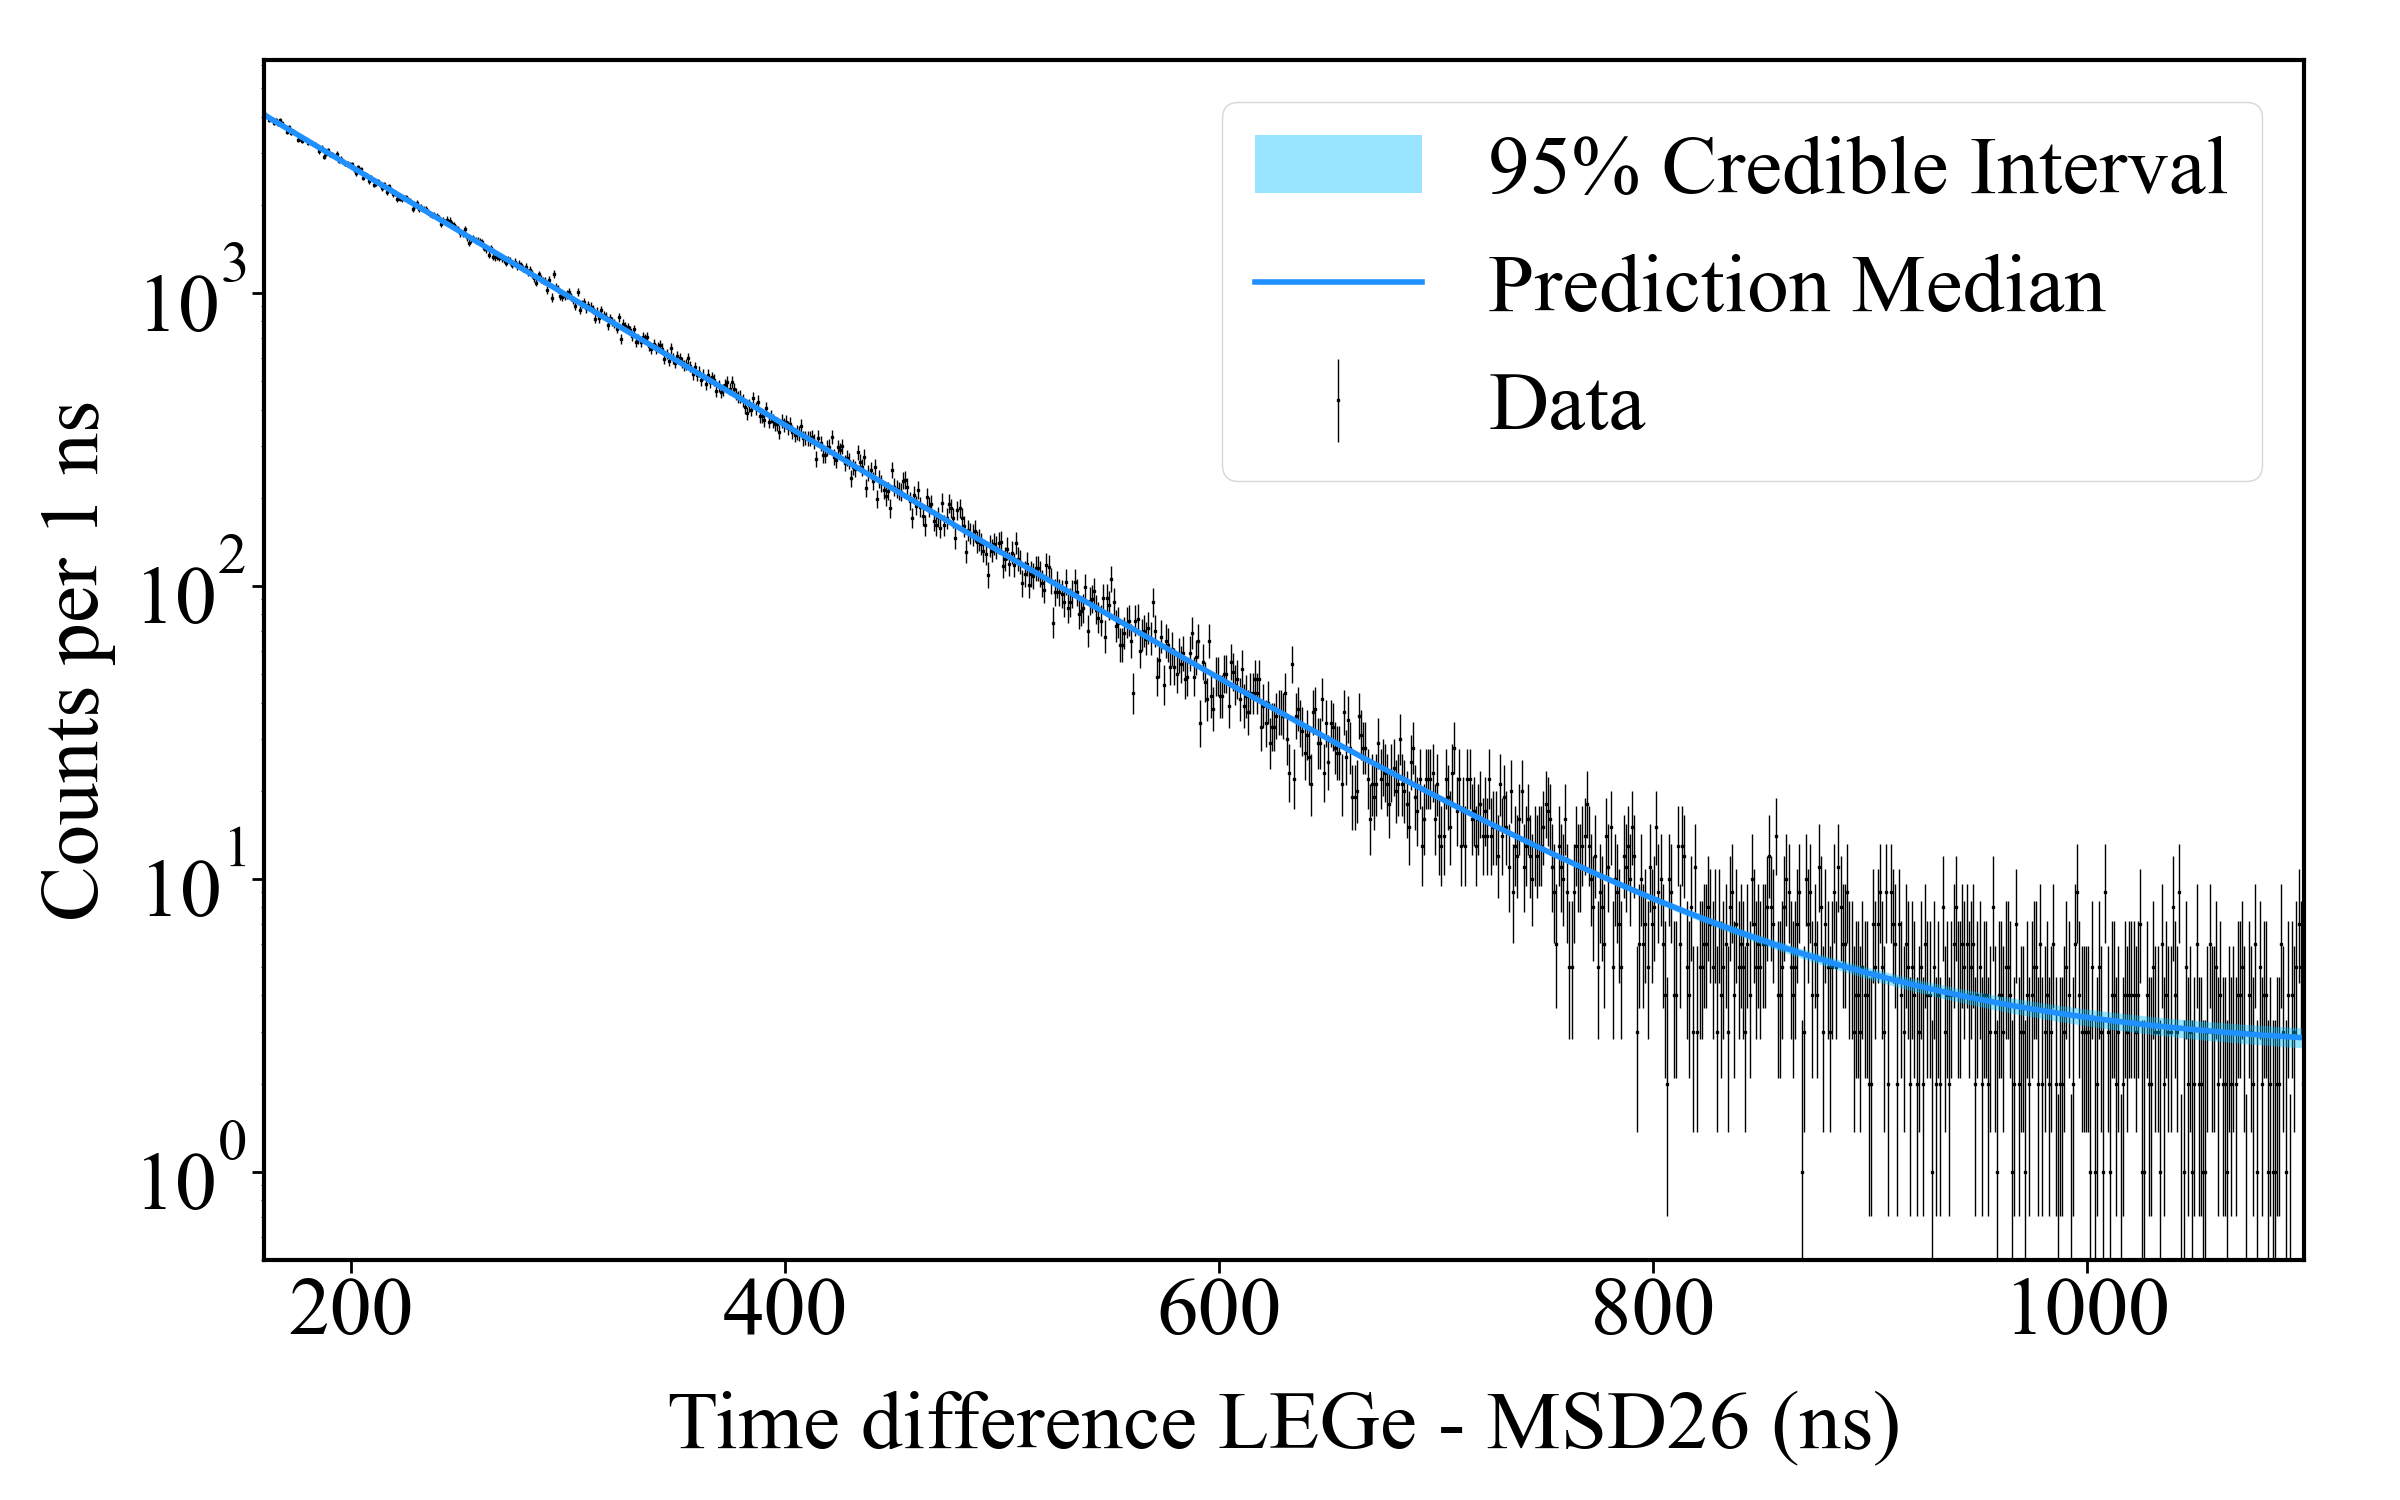 95% Credible Interval
Prediction Median
Data
Counts per 1 ns
10^3
10^2
10^1
10^0
200 400 600 800 1000
Time difference LEGe - MSD26 (ns)